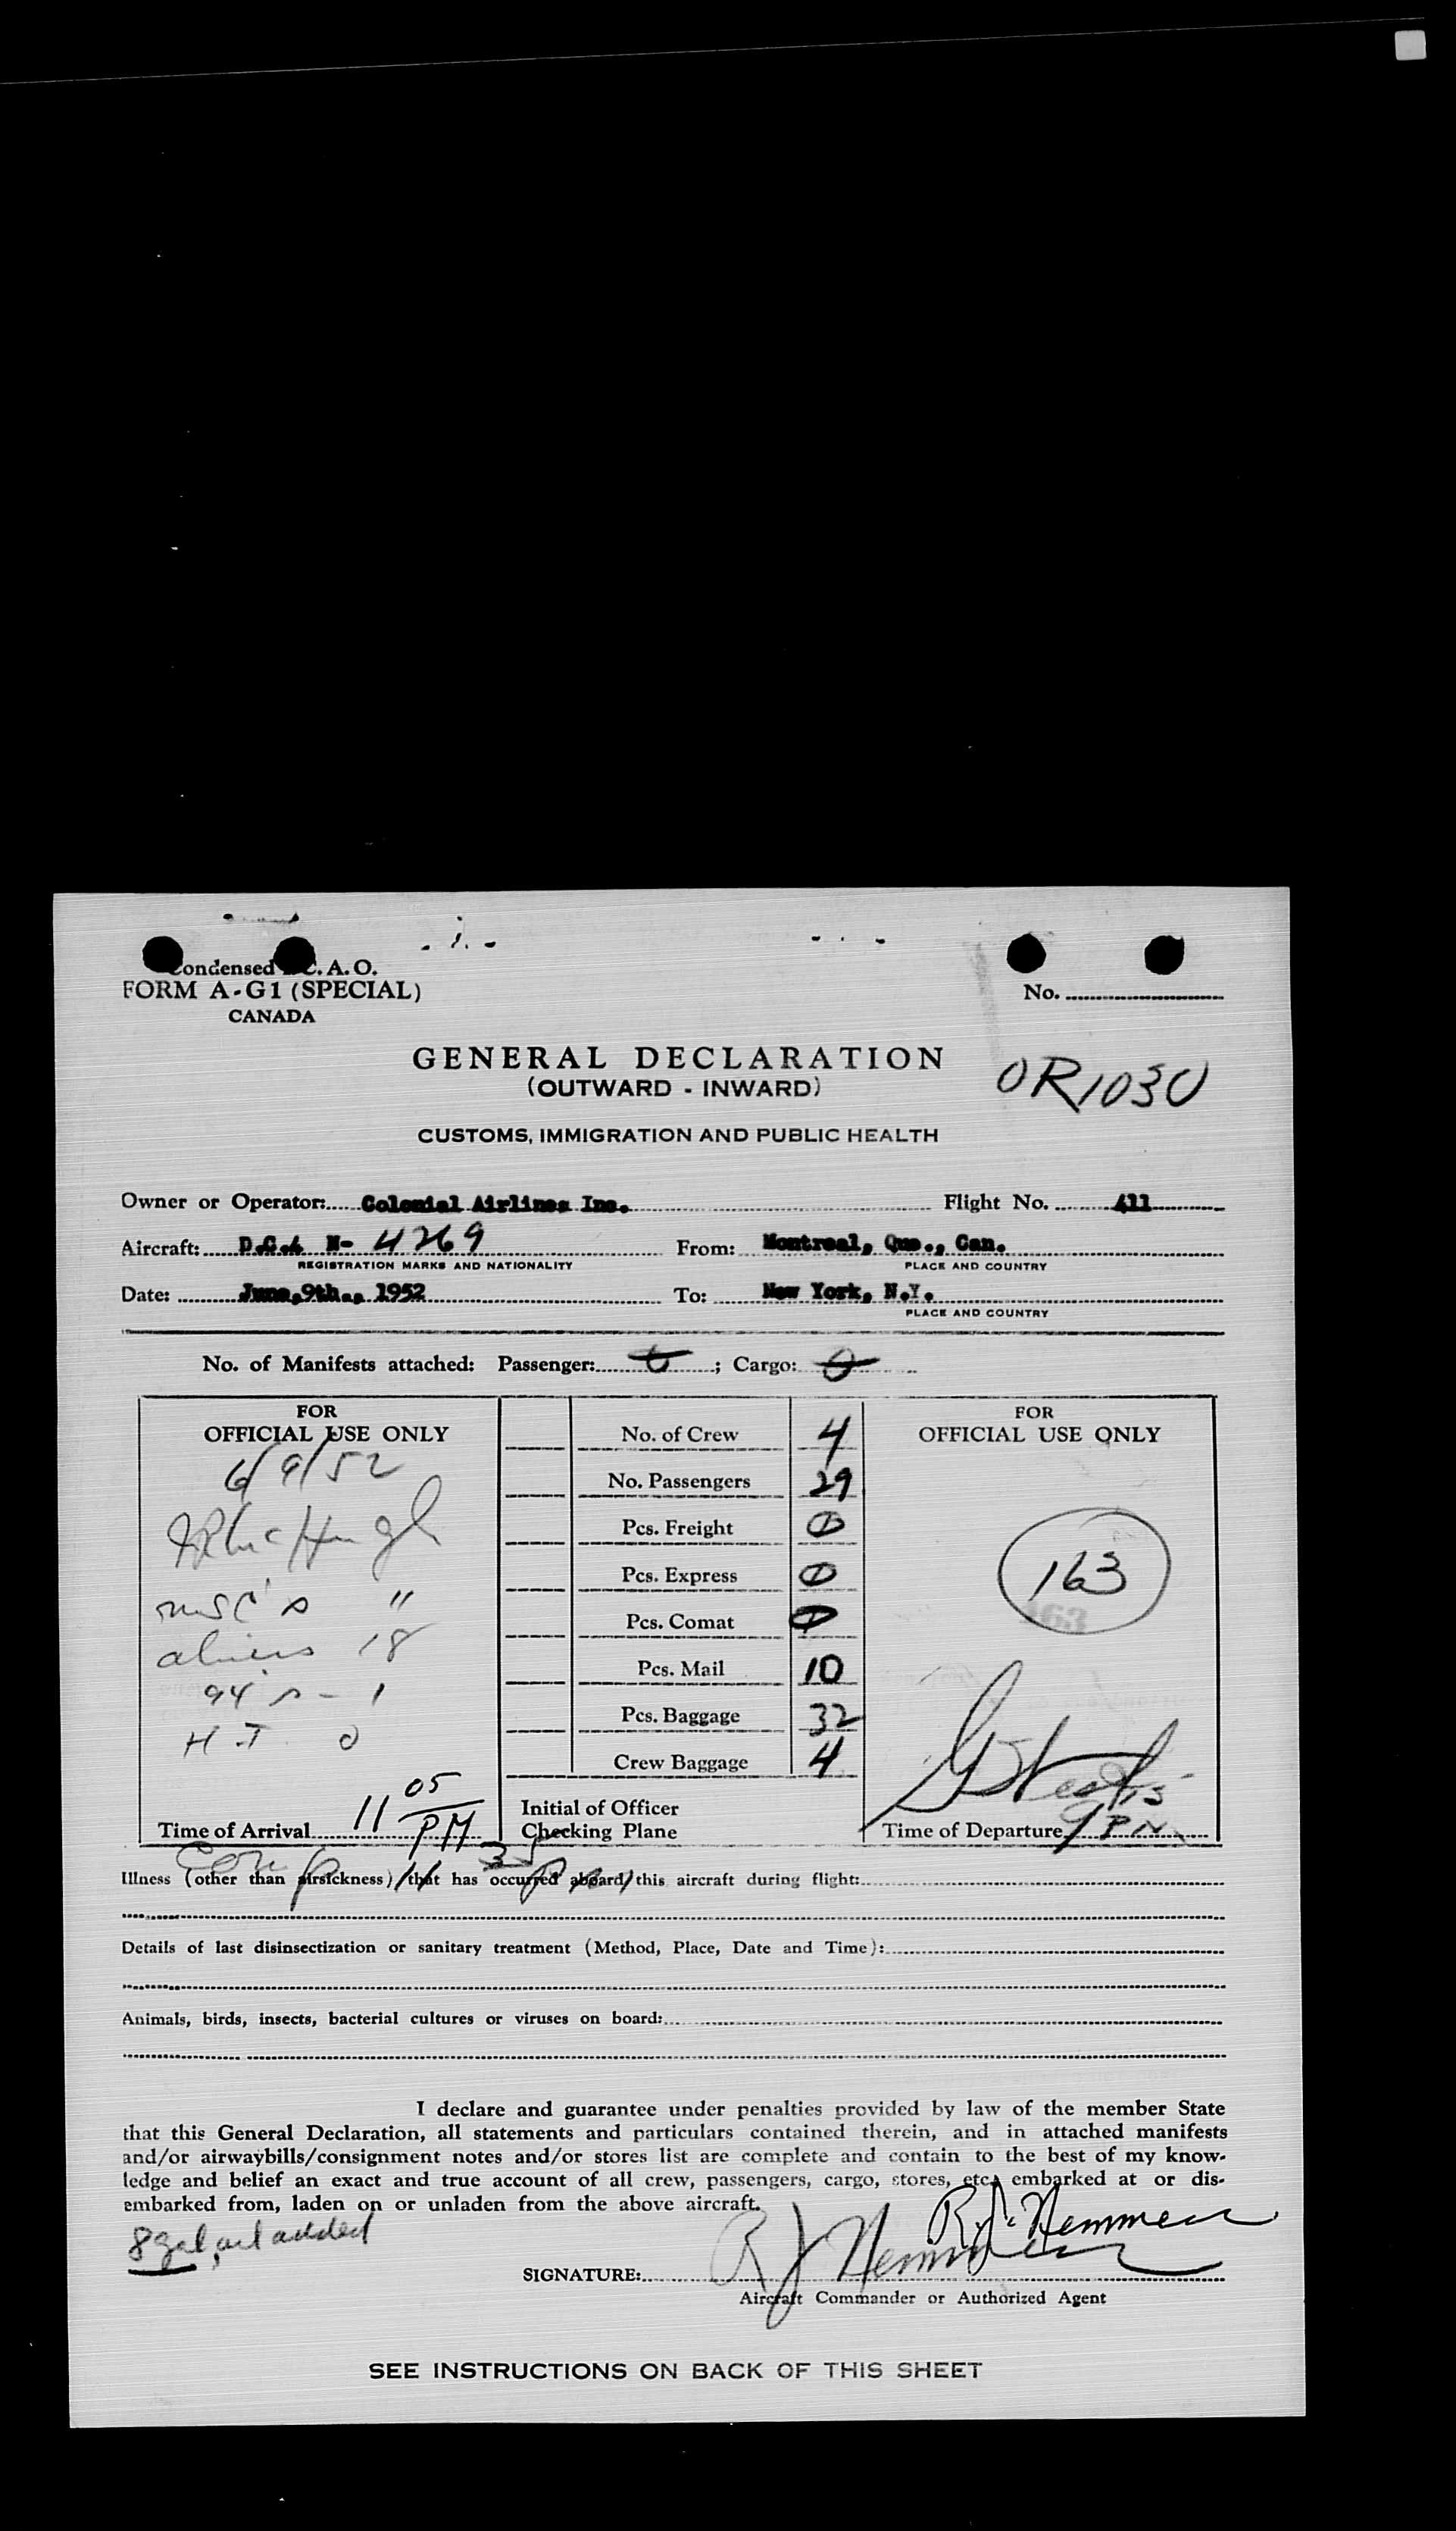 Condensed I.C.A.O.
FORM A-G1 (SPECIAL)
CANADA
No.
GENERAL DECLARATION
(OUTWARD - INWARD)
OR1030
CUSTOMS, IMMIGRATION AND PUBLIC HEALTH
Owner or Operator: Colonial Airlines Inc. Flight No. 411
Aircraft: D.C.4 N- 4269 From: Montreal, Que., Can.
REGISTRATION MARKS AND NATIONALITY PLACE AND COUNTRY
Date: June, 9th., 1952 To: New York, N.Y.
PLACE AND COUNTRY
No. of Manifests attached: Passenger: 0; Cargo: 0
FOR
OFFICIAL USE ONLY
6/9/52
"
aliens 18
94's - 1
H.I. 0
11 05 PM
Time of Arrival
No. of Crew 4
No. Passengers 29
Pcs. Freight 0
Pcs. Express 0
Pcs. Comat 0
Pcs. Mail 10
Pcs. Baggage 32
Crew Baggage 4
Initial of Officer
Checking Plane
FOR
OFFICIAL USE ONLY
163
163
Time of Departure 9 15 PM
Comp 11 35 pm
Illness (other than airsickness) that has occurred aboard this aircraft during flight:
Details of last disinsectization or sanitary treatment (Method, Place, Date and Time):
Animals, birds, insects, bacterial cultures or viruses on board:
I declare and guarantee under penalties provided by law of the member State
that this General Declaration, all statements and particulars contained therein, and in attached manifests
and/or airwaybills/consignment notes and/or stores list are complete and contain to the best of my know-
ledge and belief an exact and true account of all crew, passengers, cargo, stores, etc. embarked at or dis-
embarked from, laden on or unladen from the above aircraft.
8 gal oil added
R J Nemmers
SIGNATURE: R J Nemmers
Aircraft Commander or Authorized Agent
SEE INSTRUCTIONS ON BACK OF THIS SHEET